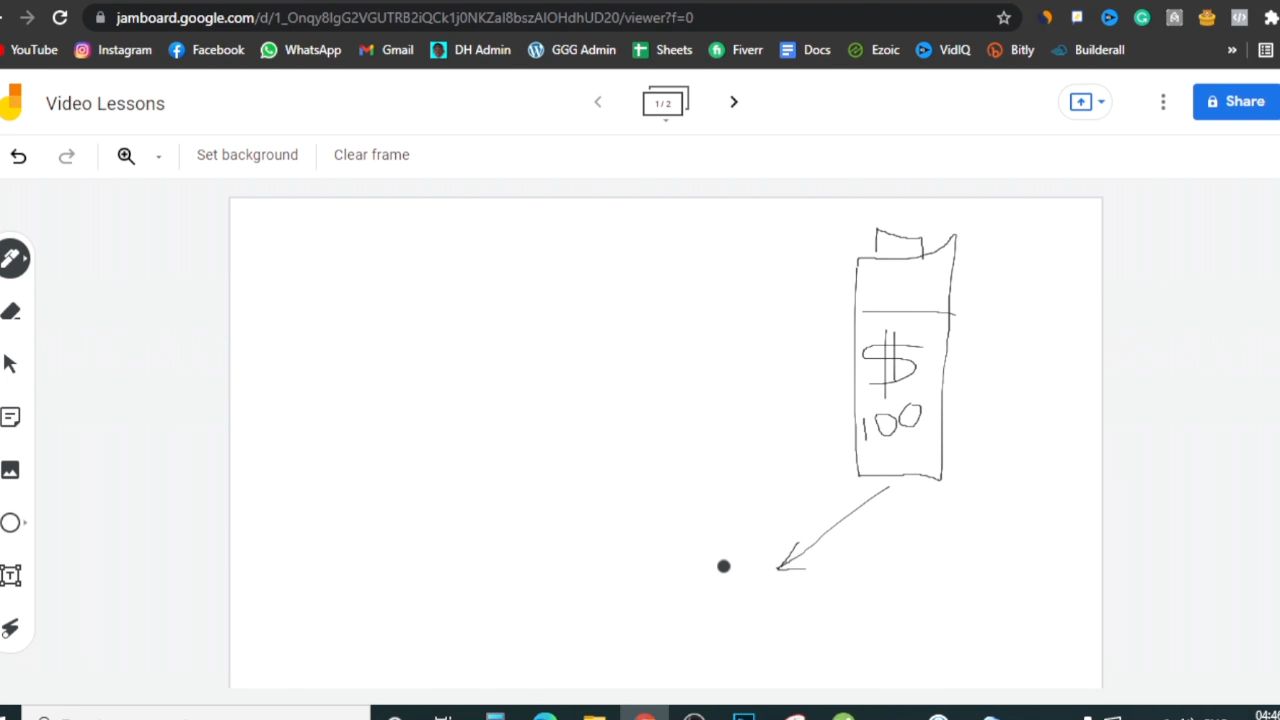 jamboard.google.com/d/1_Onqy8IgG2VGUTRB2iQCk1j0NKZaI8bszAIOHdhUD20/viewer?f=0
YouTube Instagram Facebook WhatsApp Gmail DH Admin GGG Admin Sheets Fiverr Docs Ezoic VidIQ Bitly Builderall »
Video Lessons
1 / 2
Share
Set background Clear frame
$
100